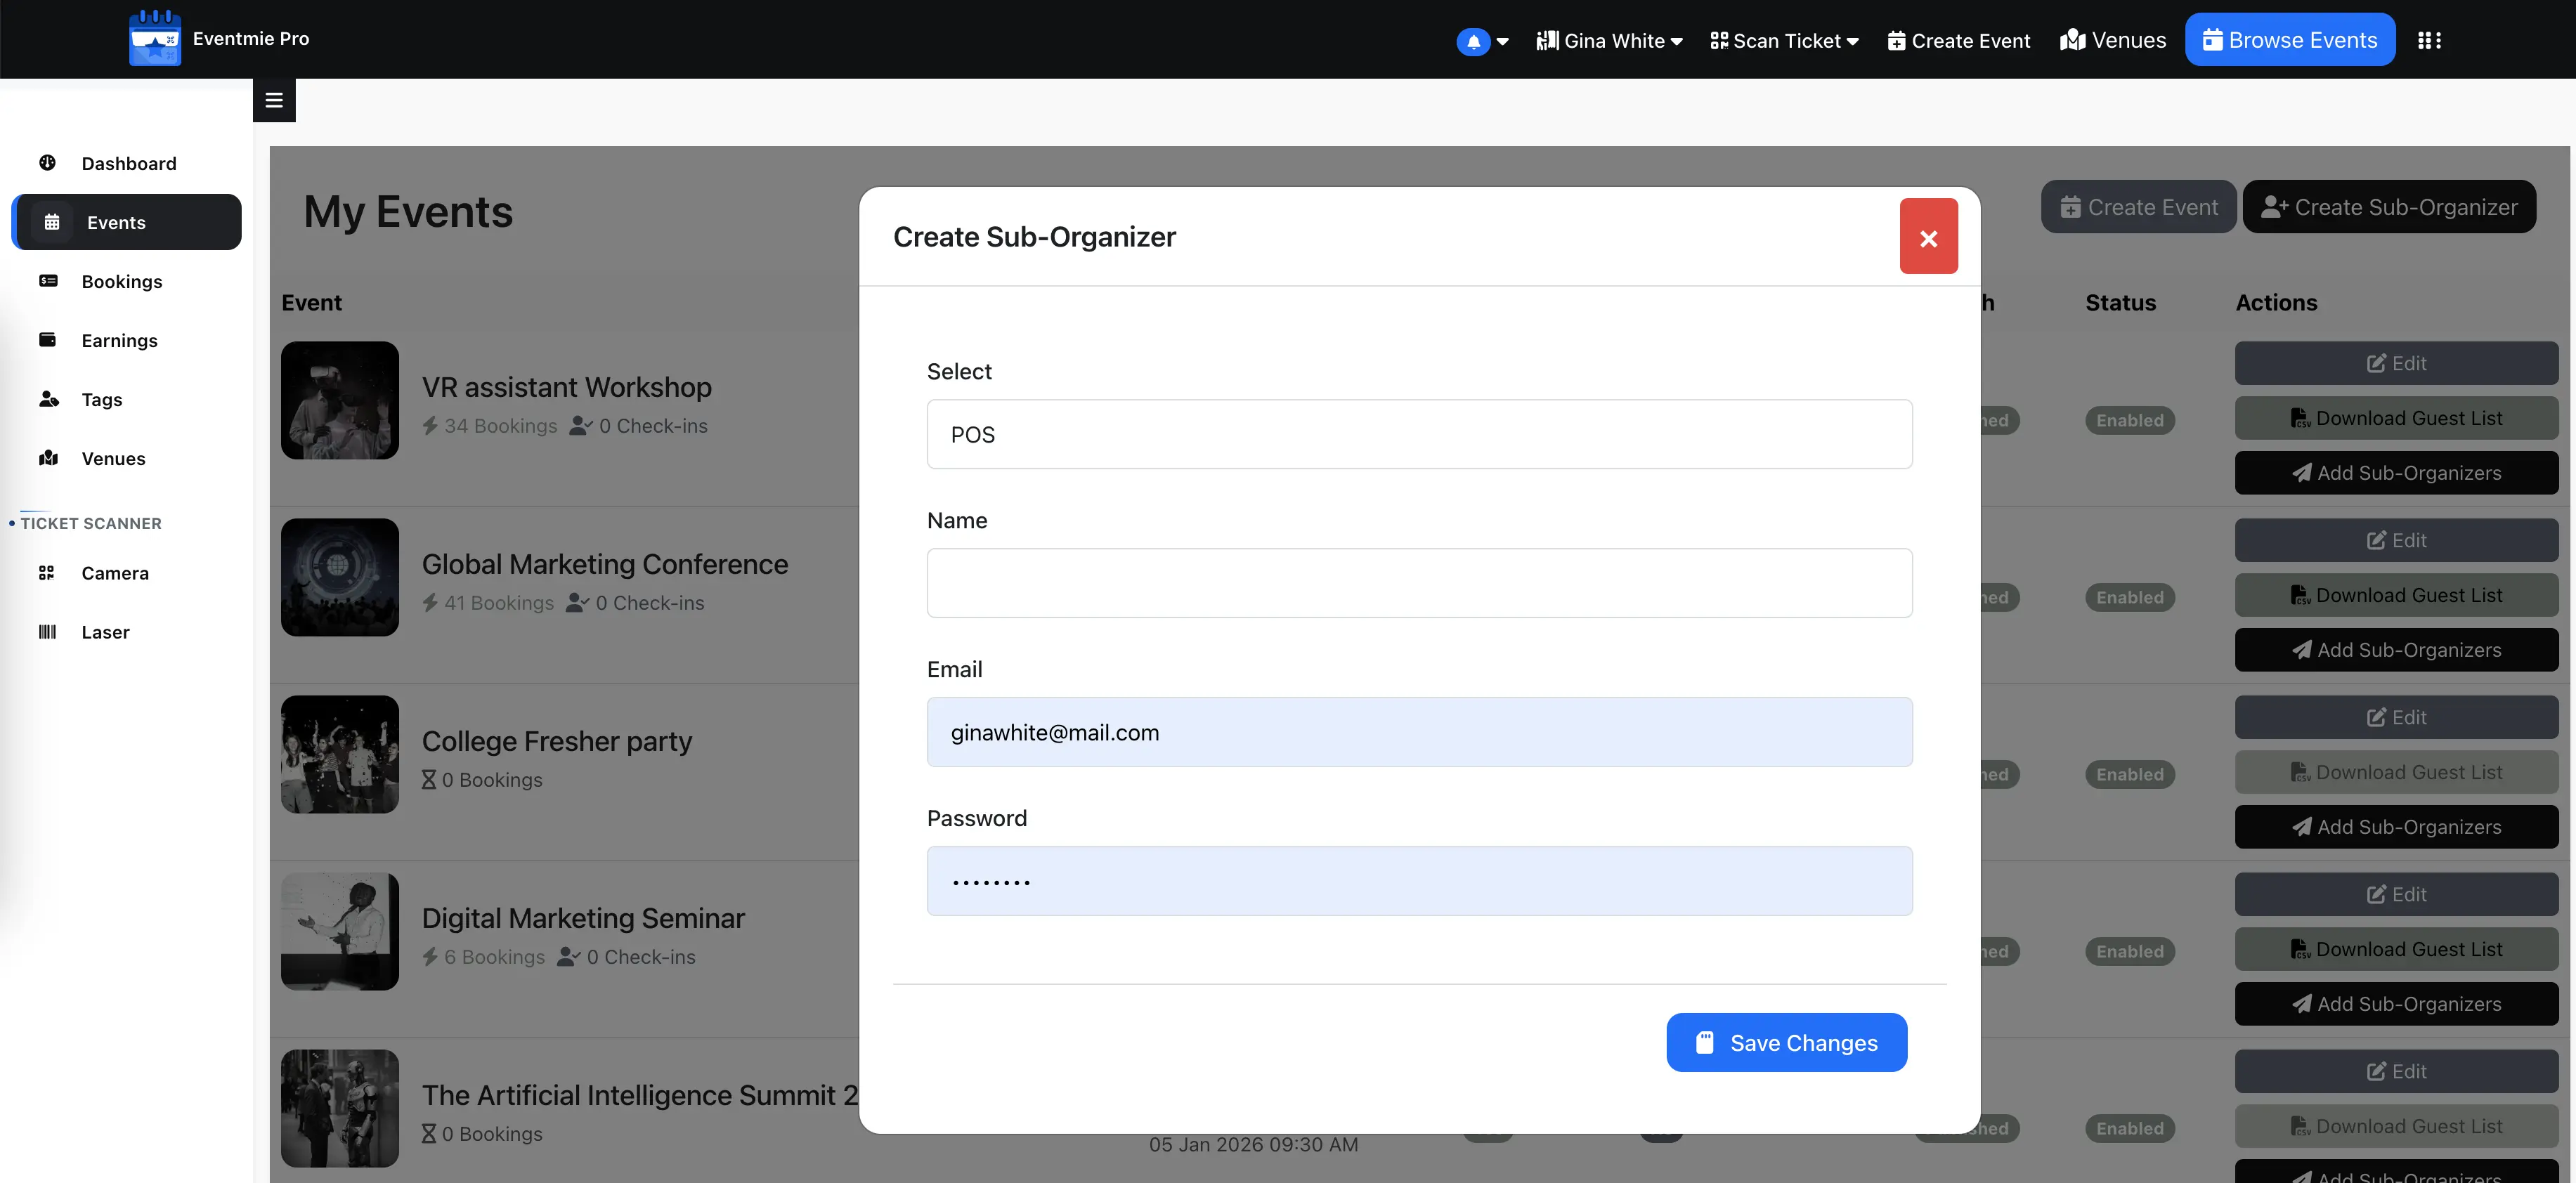 Eventmie Pro
Gina White
Scan Ticket
Create Event
Venues
Browse Events
Dashboard
Events
Bookings
Earnings
Tags
Venues
TICKET SCANNER
Camera
Laser
My Events
Create Event
Create Sub-Organizer
Event
Status
Actions
VR assistant Workshop
34 Bookings 0 Check-ins
Enabled
Edit
Download Guest List
Add Sub-Organizers
Global Marketing Conference
41 Bookings 0 Check-ins
Enabled
Edit
Download Guest List
Add Sub-Organizers
College Fresher party
0 Bookings
Enabled
Edit
Download Guest List
Add Sub-Organizers
Digital Marketing Seminar
6 Bookings 0 Check-ins
Enabled
Edit
Download Guest List
Add Sub-Organizers
The Artificial Intelligence Summit 2
0 Bookings
05 Jan 2026 09:30 AM
Enabled
Edit
Download Guest List
Add Sub-Organizers
Create Sub-Organizer
Select
POS
Name
Email
ginawhite@mail.com
Password
••••••••
Save Changes